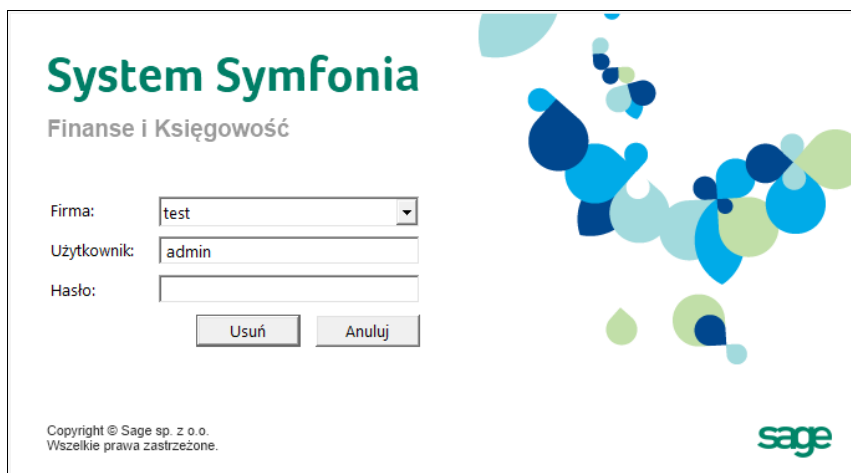 System Symfonia
Finanse i Księgowość
Firma: test
Użytkownik: admin
Hasło:
Usuń Anuluj
Copyright © Sage sp. z o.o.
Wszelkie prawa zastrzeżone.
sage